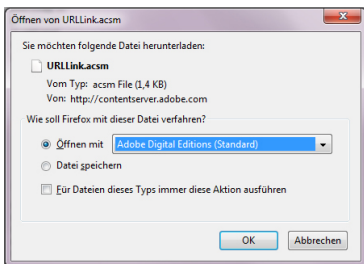 Öffnen von URLLink.acsm
Sie möchten folgende Datei herunterladen:
URLLink.acsm
Vom Typ: acsm File (1,4 KB)
Von: http://contentserver.adobe.com
Wie soll Firefox mit dieser Datei verfahren?
Öffnen mit Adobe Digital Editions (Standard)
Datei speichern
Für Dateien dieses Typs immer diese Aktion ausführen
OK Abbrechen